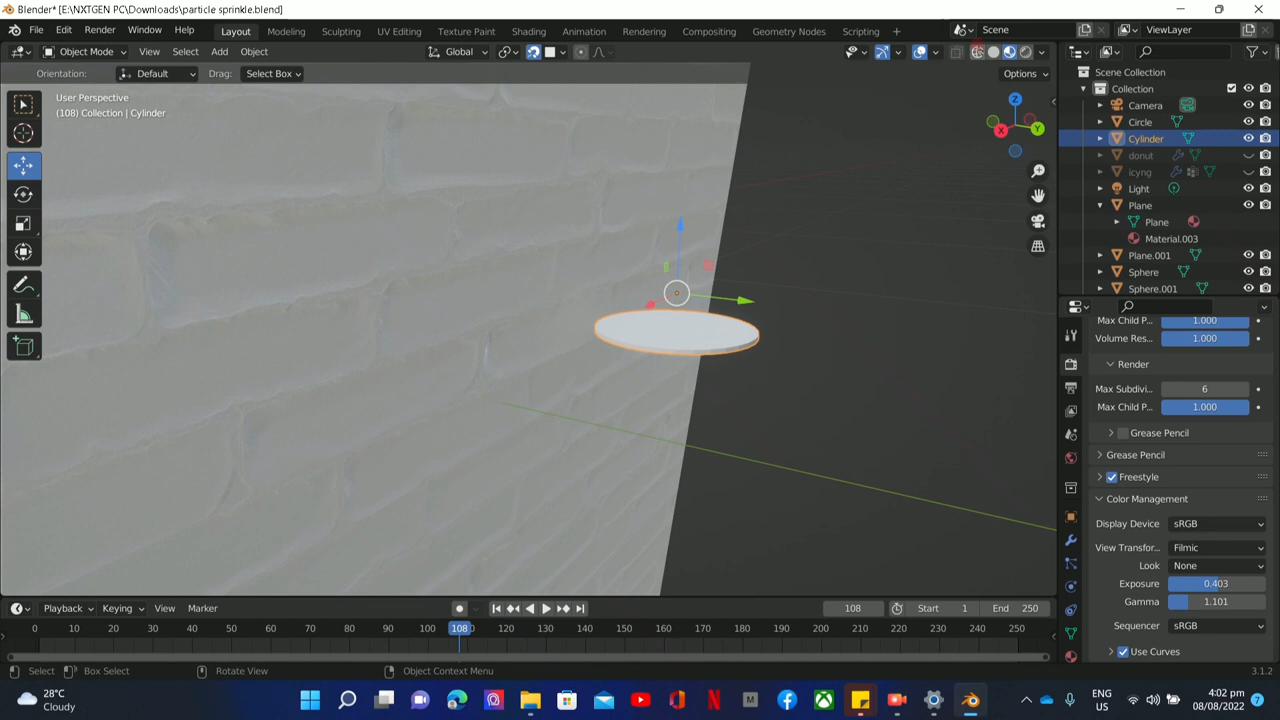 Blender* [E:\NXTGEN PC\Downloads\particle sprinkle.blend]
File Edit Render Window Help Layout Modeling Sculpting UV Editing Texture Paint Shading Animation Rendering Compositing Geometry Nodes Scripting + Scene ViewLayer
Object Mode View Select Add Object Global
Orientation: Default Drag: Select Box Options
User Perspective
(108) Collection | Cylinder
Z
X
Y
Scene Collection
Collection
Camera
Circle
Cylinder
donut
icyng
Light
Plane
Plane
Material.003
Plane.001
Sphere
Sphere.001
Max Child P... 1.000
Volume Res... 1.000
Render
Max Subdivi... 6
Max Child P... 1.000
Grease Pencil
Grease Pencil
Freestyle
Color Management
Display Device sRGB
View Transfor... Filmic
Look None
Exposure 0.403
Gamma 1.101
Sequencer sRGB
Use Curves
Playback Keying View Marker 108 Start 1 End 250
0 10 20 30 40 50 60 70 80 90 100 108 120 130 140 150 160 170 180 190 200 210 220 230 240 250
Select Box Select Rotate View Object Context Menu 3.1.2
28°C
Cloudy
M
ENG
US
4:02 pm
08/08/2022
7